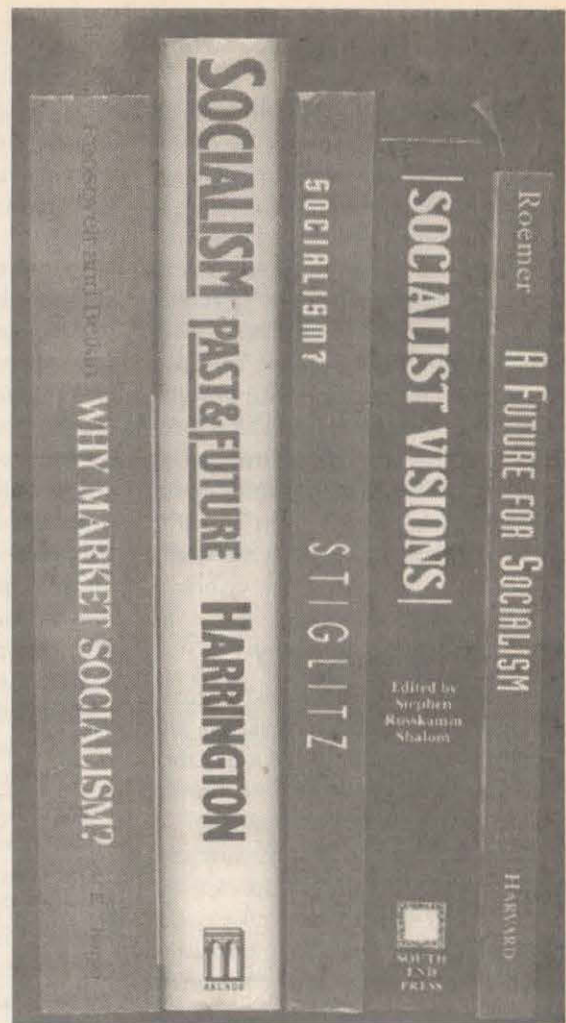 WHY MARKET SOCIALISM?
SOCIALISM PAST & FUTURE HARRINGTON
SOCIALISM?
STIGLITZ
SOCIALIST VISIONS
Edited by
Stephen
Rosskamm
Shalom
SOUTH
END
PRESS
Roemer
A FUTURE FOR SOCIALISM
HARVARD